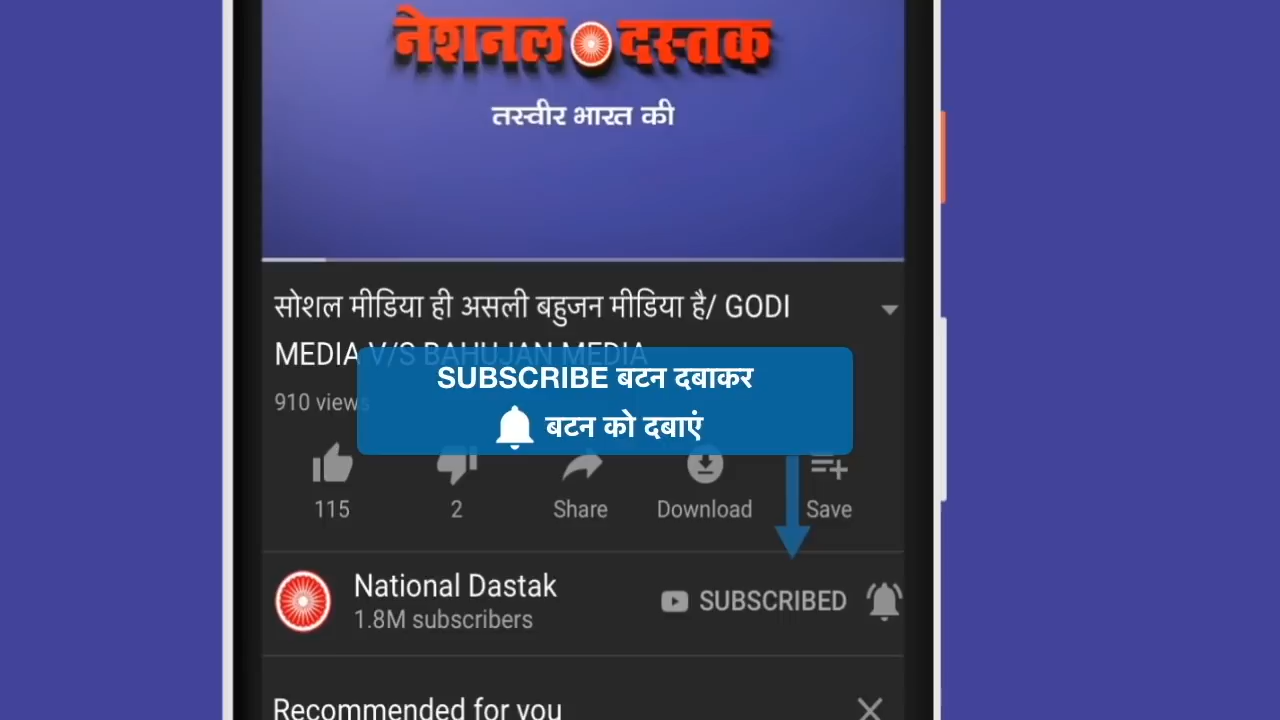 नेशनल दस्तक
तस्वीर भारत की
सोशल मीडिया ही असली बहुजन मीडिया है/ GODI
MEDIA V/S BAHUJAN MEDIA
910 views
SUBSCRIBE बटन दबाकर
बटन को दबाएं
115
2
Share
Download
Save
National Dastak
1.8M subscribers
SUBSCRIBED
Recommended for you